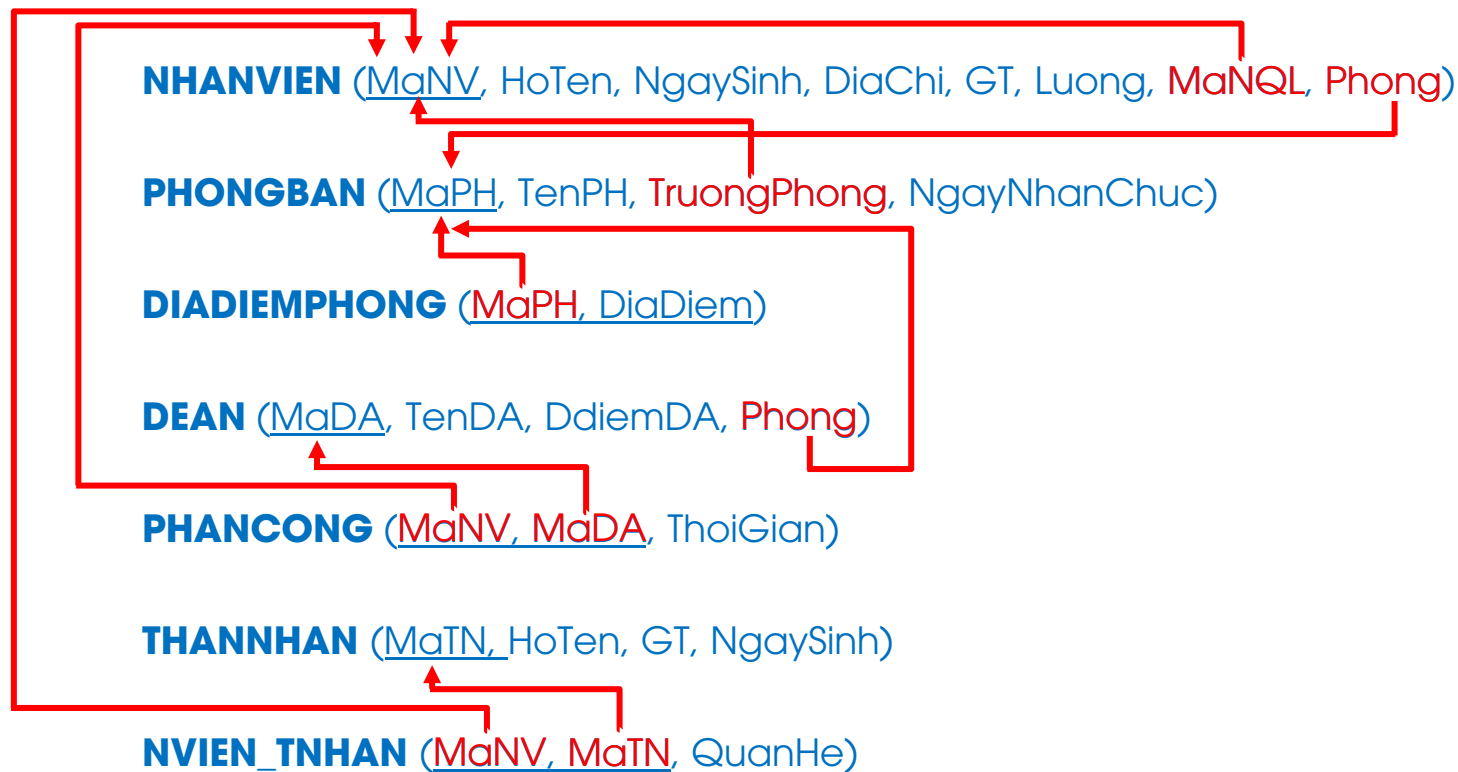 NHANVIEN (MaNV, HoTen, NgaySinh, DiaChi, GT, Luong, MaNQL, Phong)
PHONGBAN (MaPH, TenPH, TruongPhong, NgayNhanChuc)
DIADIEMPHONG (MaPH, DiaDiem)
DEAN (MaDA, TenDA, DdiemDA, Phong)
PHANCONG (MaNV, MaDA, ThoiGian)
THANNHAN (MaTN, HoTen, GT, NgaySinh)
NVIEN_TNHAN (MaNV, MaTN, QuanHe)